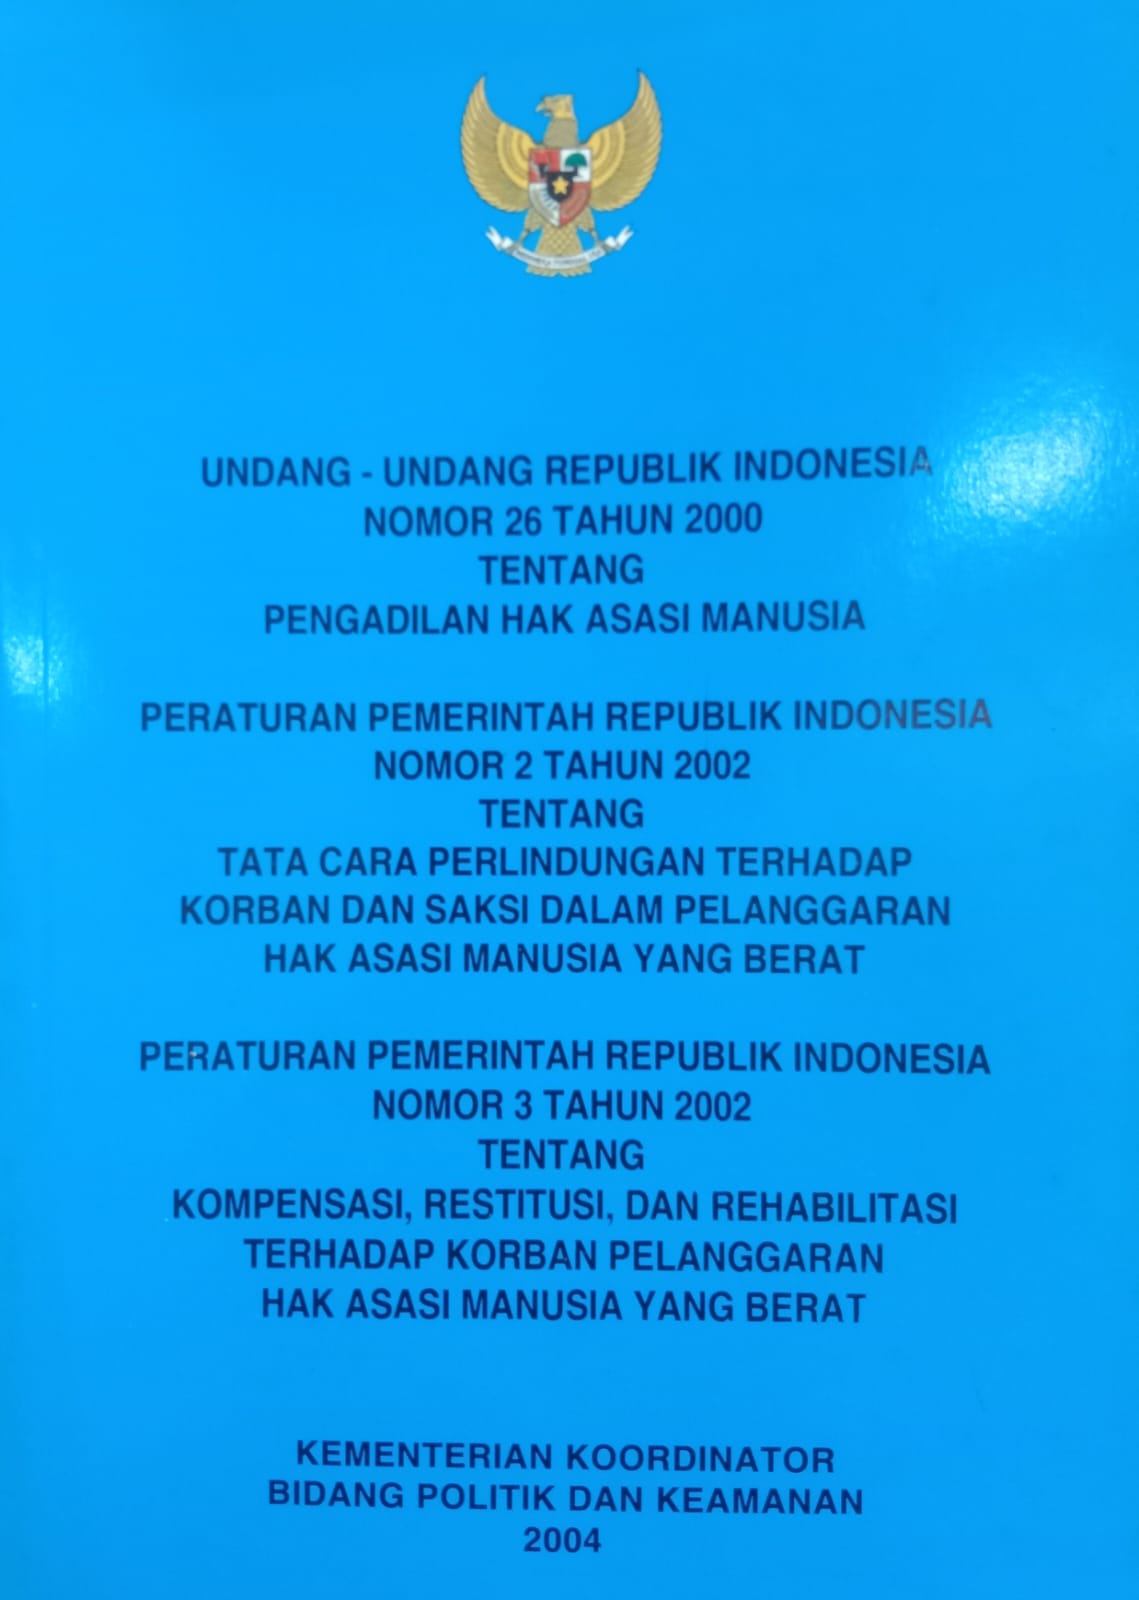 UNDANG - UNDANG REPUBLIK INDONESIA
NOMOR 26 TAHUN 2000
TENTANG
PENGADILAN HAK ASASI MANUSIA
PERATURAN PEMERINTAH REPUBLIK INDONESIA
NOMOR 2 TAHUN 2002
TENTANG
TATA CARA PERLINDUNGAN TERHADAP
KORBAN DAN SAKSI DALAM PELANGGARAN
HAK ASASI MANUSIA YANG BERAT
PERATURAN PEMERINTAH REPUBLIK INDONESIA
NOMOR 3 TAHUN 2002
TENTANG
KOMPENSASI, RESTITUSI, DAN REHABILITASI
TERHADAP KORBAN PELANGGARAN
HAK ASASI MANUSIA YANG BERAT
KEMENTERIAN KOORDINATOR
BIDANG POLITIK DAN KEAMANAN
2004